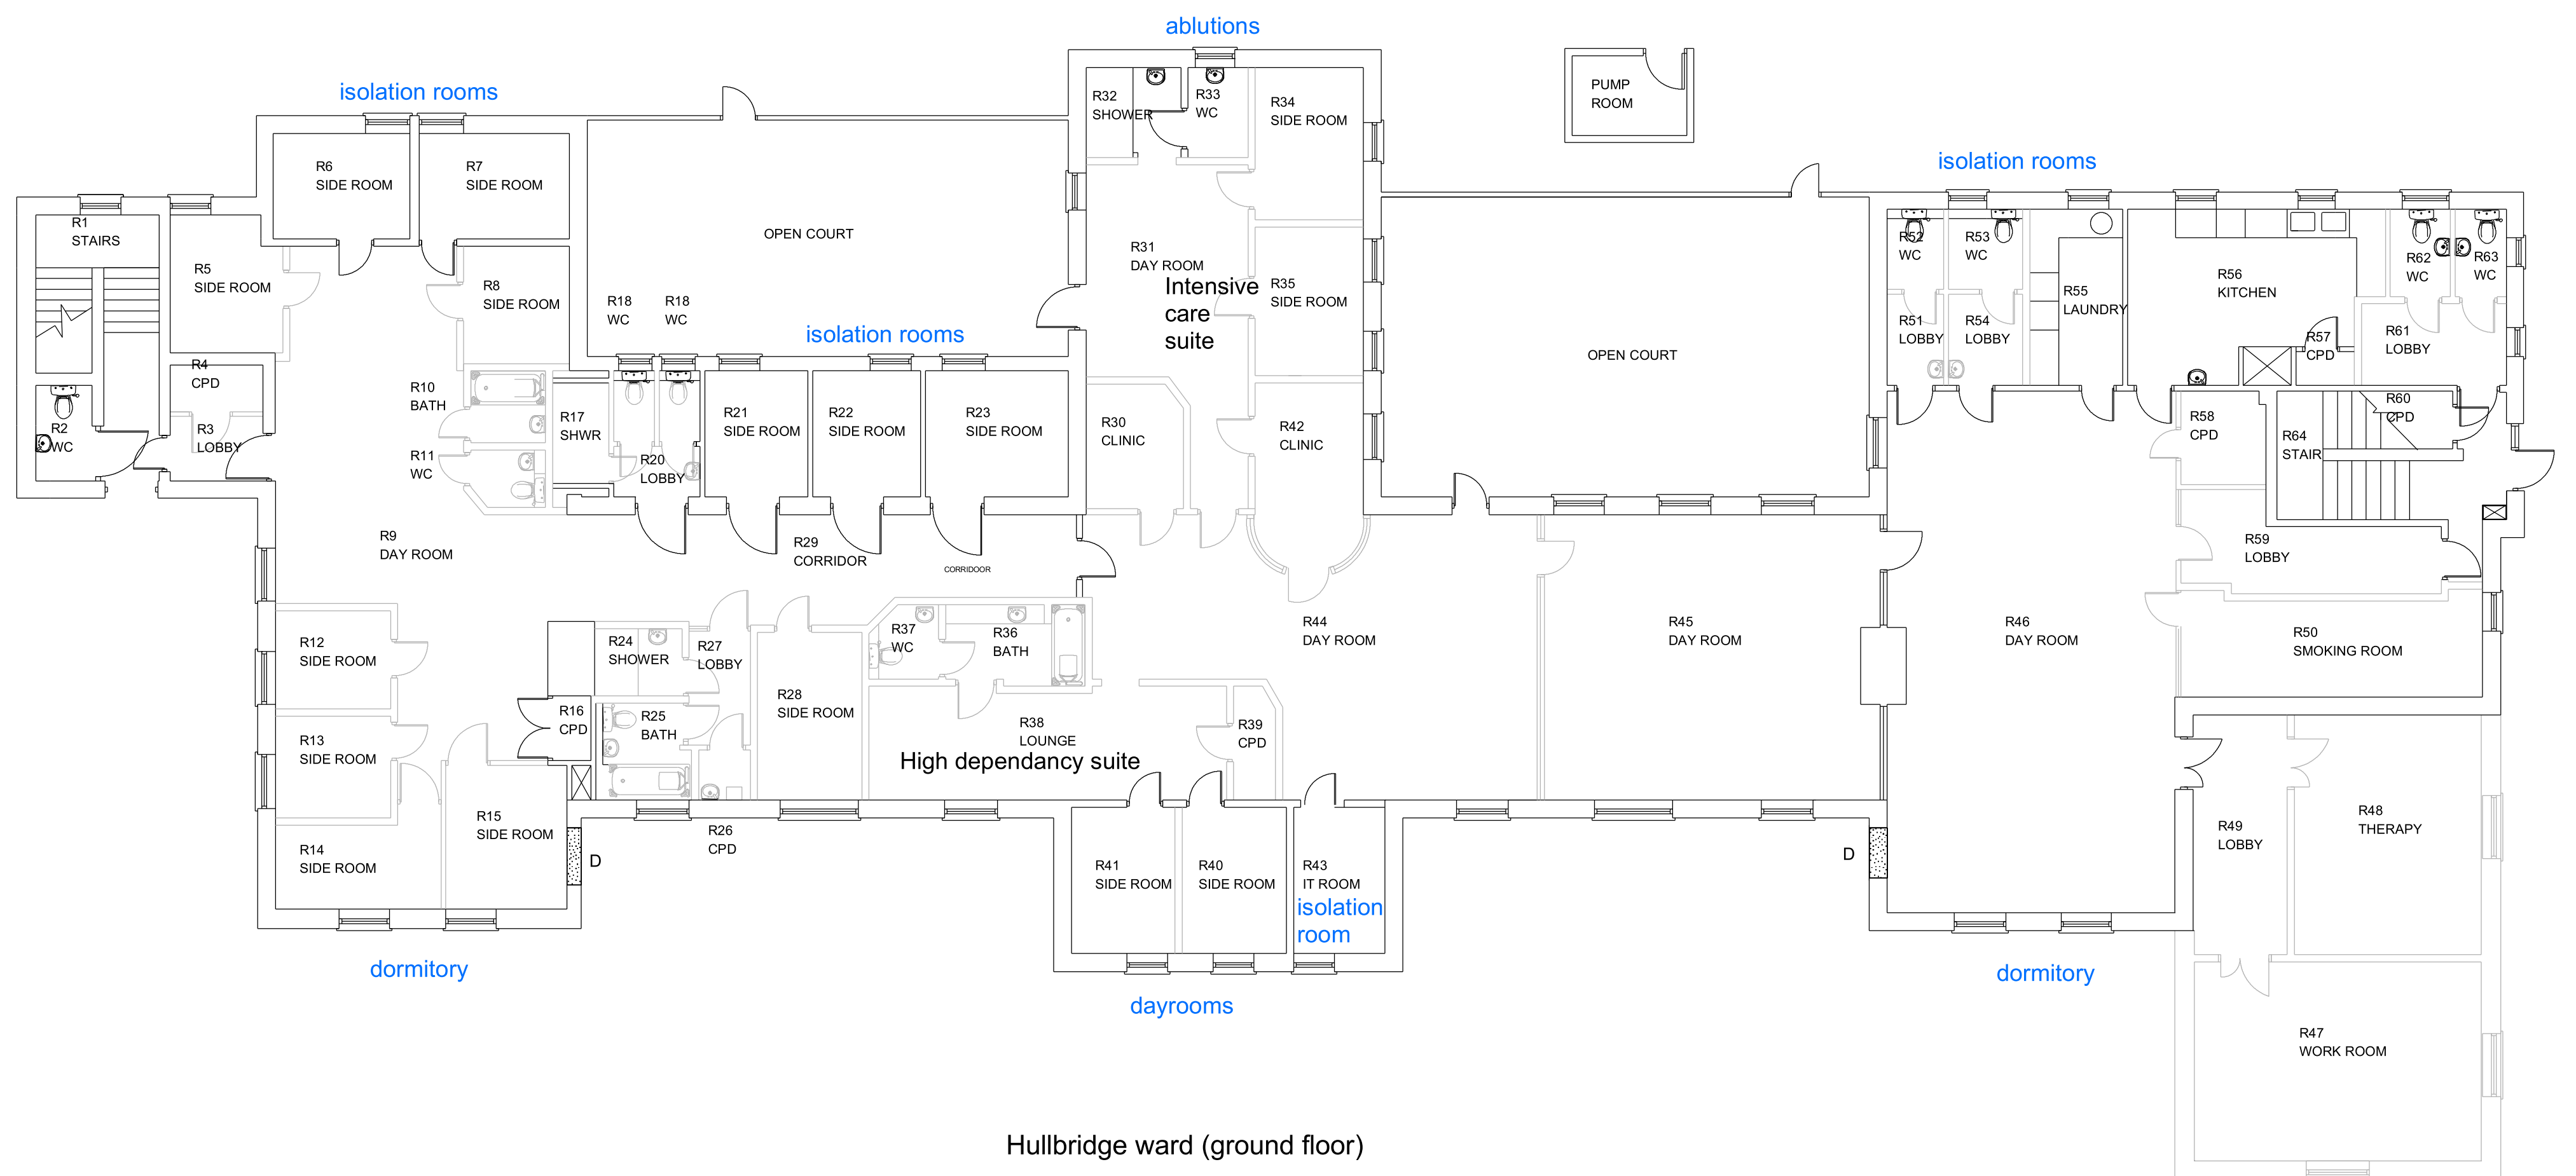 ablutions
isolation rooms
PUMP
ROOM
R32
SHOWER
R33
WC
R34
SIDE ROOM
R6
SIDE ROOM
R7
SIDE ROOM
isolation rooms
R1
STAIRS
R5
SIDE ROOM
R8
SIDE ROOM
OPEN COURT
R18
WC
R18
WC
isolation rooms
R31
DAY ROOM
Intensive
care
suite
R35
SIDE ROOM
OPEN COURT
R52
WC
R53
WC
R51
LOBBY
R54
LOBBY
R55
LAUNDRY
R56
KITCHEN
R57
CPD
R62
WC
R63
WC
R61
LOBBY
R4
CPD
R3
LOBBY
R2
WC
R10
BATH
R11
WC
R17
SHWR
R20
LOBBY
R21
SIDE ROOM
R22
SIDE ROOM
R23
SIDE ROOM
R30
CLINIC
R42
CLINIC
R58
CPD
R64
STAIR
R60
CPD
R9
DAY ROOM
R29
CORRIDOR
CORRIDOOR
R59
LOBBY
R12
SIDE ROOM
R24
SHOWER
R27
LOBBY
R37
WC
R36
BATH
R44
DAY ROOM
R45
DAY ROOM
R46
DAY ROOM
R50
SMOKING ROOM
R13
SIDE ROOM
R16
CPD
R25
BATH
R28
SIDE ROOM
R38
LOUNGE
High dependancy suite
R39
CPD
R14
SIDE ROOM
R15
SIDE ROOM
D
R26
CPD
R41
SIDE ROOM
R40
SIDE ROOM
R43
IT ROOM
isolation
room
D
R49
LOBBY
R48
THERAPY
dormitory
dayrooms
dormitory
R47
WORK ROOM
Hullbridge ward (ground floor)